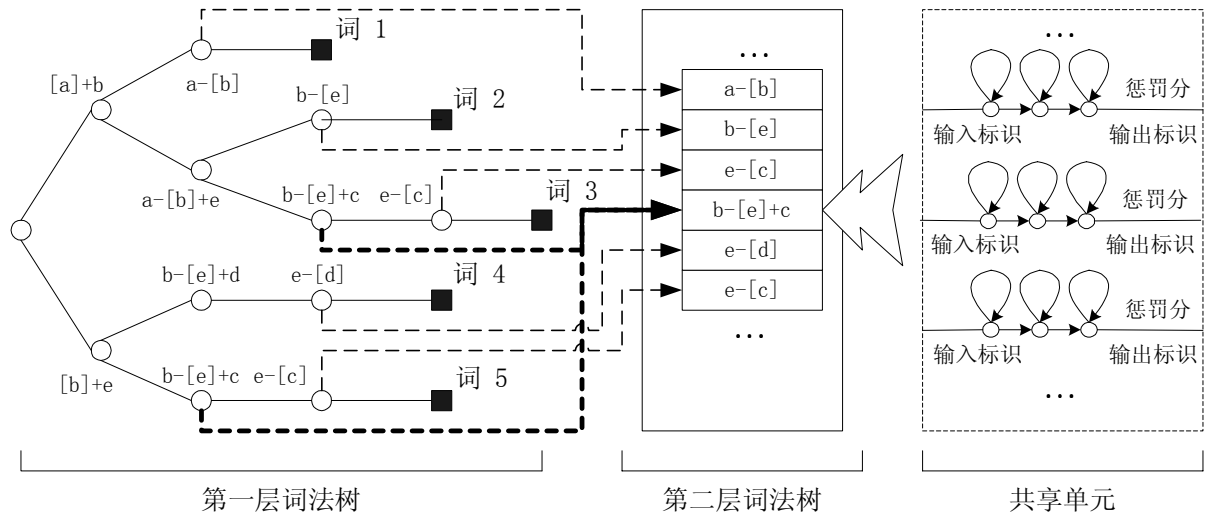 词 1
[a]+b
a-[b]
b-[e]
词 2
a-[b]+e
b-[e]+c
e-[c]
词 3
b-[e]+d
e-[d]
词 4
[b]+e
b-[e]+c
e-[c]
词 5
第一层词法树
...
a-[b]
b-[e]
e-[c]
b-[e]+c
e-[d]
e-[c]
...
第二层词法树
...
惩罚分
输入标识
输出标识
惩罚分
输入标识
输出标识
惩罚分
输入标识
输出标识
...
共享单元